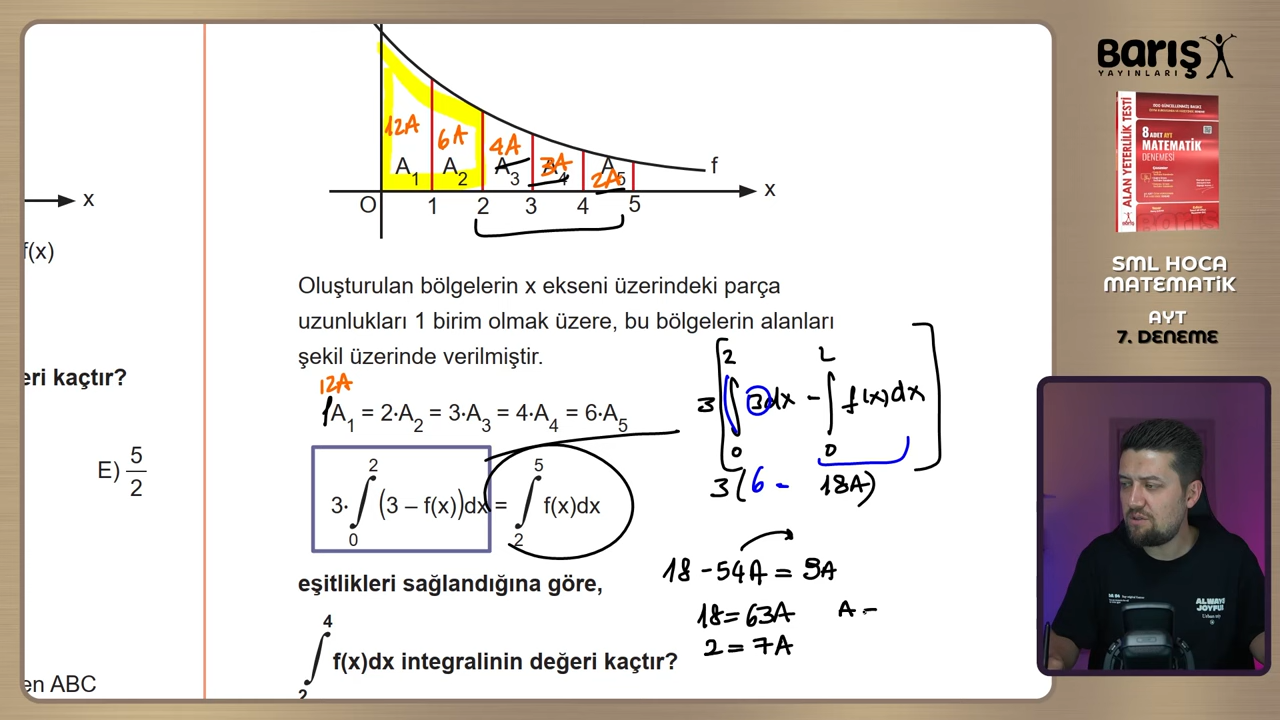 12A 6A 4A 3A 2A
A1 A2 A3 A5 f
x
O 1 2 3 4 5
x
f(x)
Oluşturulan bölgelerin x ekseni üzerindeki parça
uzunlukları 1 birim olmak üzere, bu bölgelerin alanları
şekil üzerinde verilmiştir.
eri kaçtır?
12A
A1 = 2·A2 = 3·A3 = 4·A4 = 6·A5
3[∫₀² 3dx - ∫₀² f(x)dx]
3(6 - 18A)
E) 5/2
3·∫₀² (3 – f(x))dx = ∫₂⁵ f(x)dx
18 - 54A = 9A
eşitlikleri sağlandığına göre,
18 = 63A A =
2 = 7A
∫₂⁴ f(x)dx integralinin değeri kaçtır?
en ABC
BARIŞ
YAYINLARI
ALAN YETERLİLİK TESTİ
8 ADET AYT
MATEMATİK
DENEMESİ
SML HOCA
MATEMATİK
AYT
7. DENEME
ALWAYS
JOYFUL